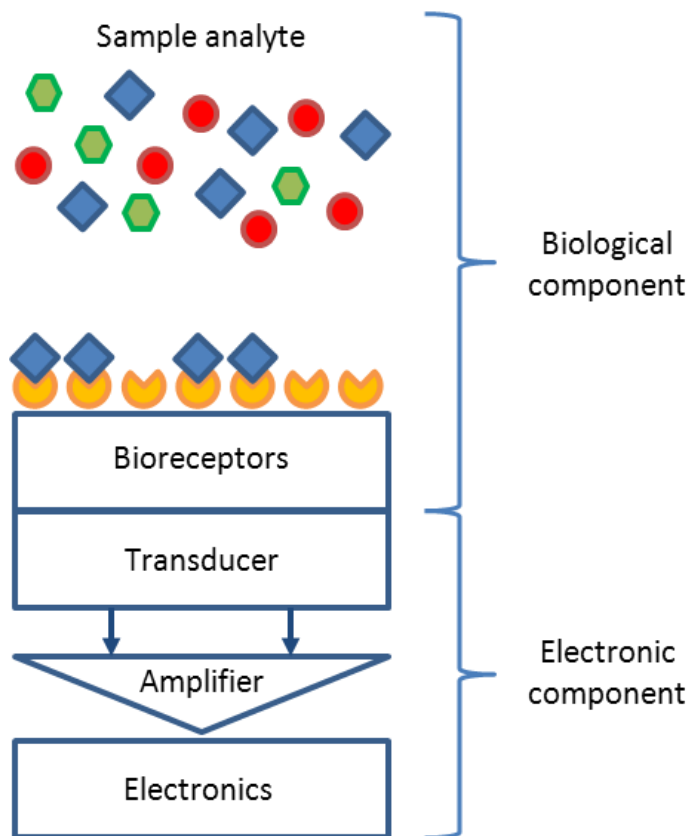 Sample analyte
Biological
component
Bioreceptors
Transducer
Amplifier
Electronic
component
Electronics